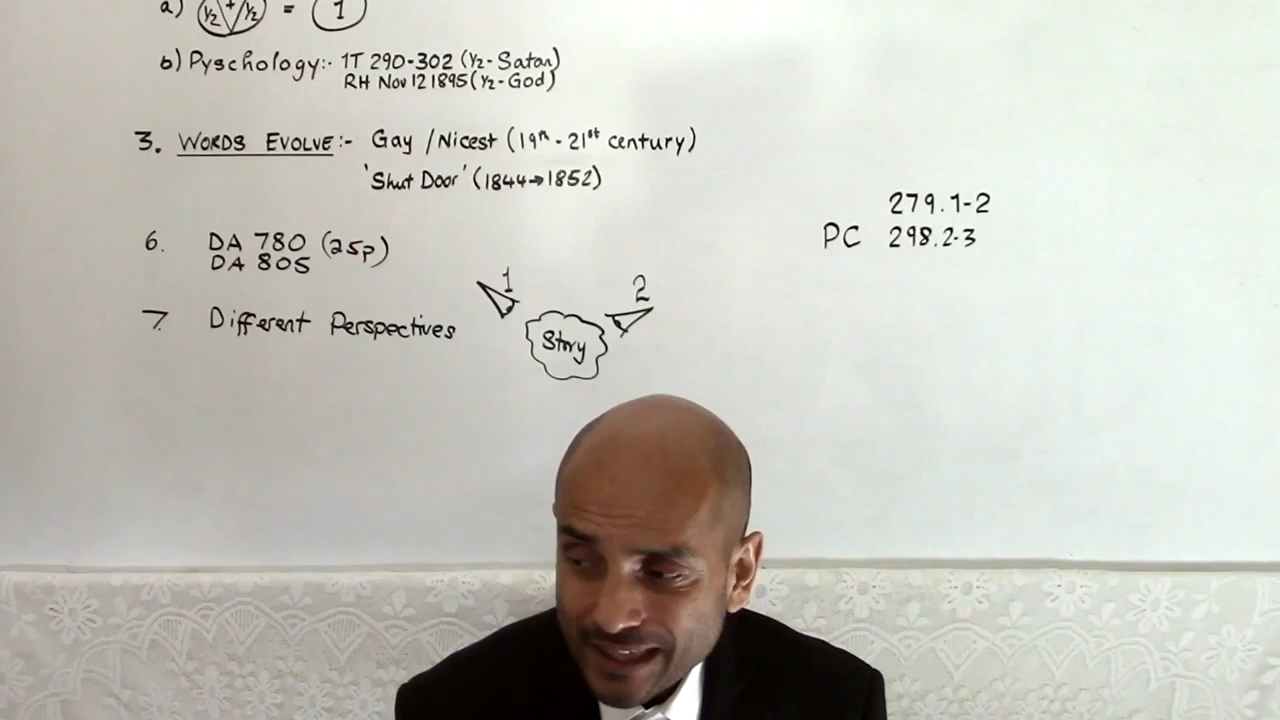 a) ½ + ½ = 1
b) Pyschology:- 1T 290-302 (½-Satan)
RH Nov 12 1895 (½-God)
3. WORDS EVOLVE:- Gay / Nicest (19th - 21st century)
'Shut Door' (1844→1852)
279.1-2
PC 298.2-3
6. DA 780 (25p)
DA 805
1 2
7. Different Perspectives
Story